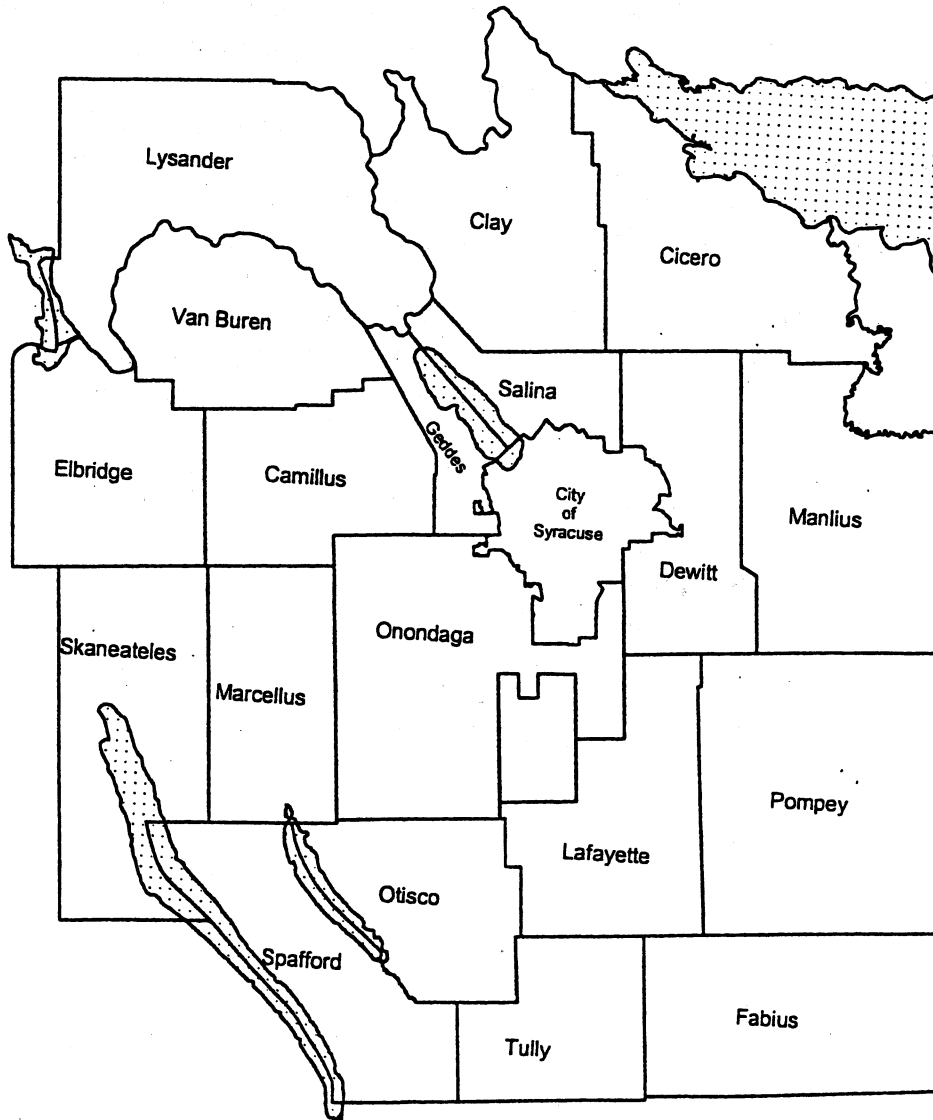 Lysander
Clay
Cicero
Van Buren
Salina
Geddes
Elbridge
Camillus
City
of
Syracuse
Manlius
Dewitt
Onondaga
Skaneateles
Marcellus
Pompey
Lafayette
Otisco
Spafford
Fabius
Tully